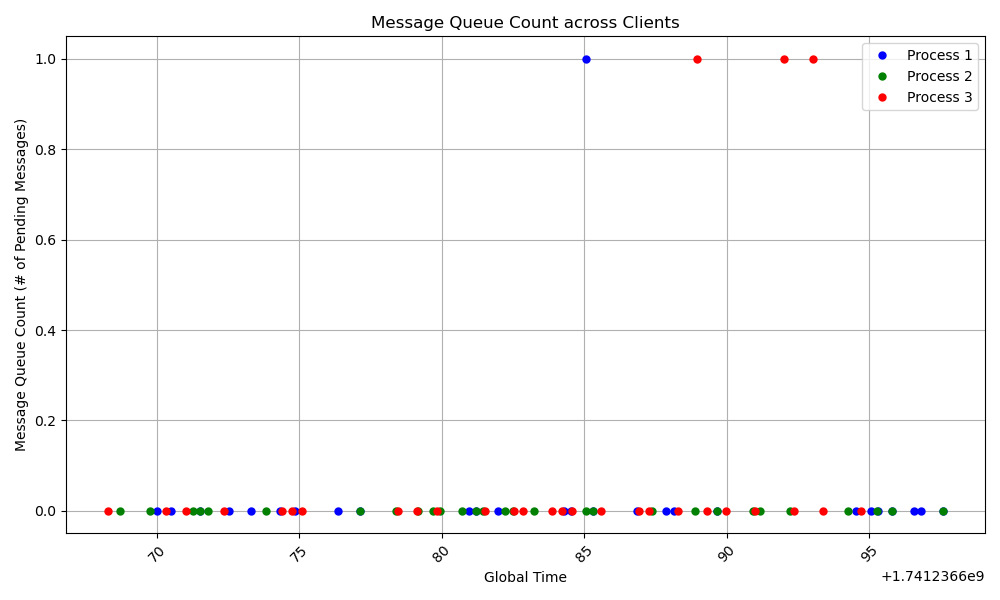 Message Queue Count across Clients
Message Queue Count (# of Pending Messages)
1.0
0.8
0.6
0.4
0.2
0.0
Process 1
Process 2
Process 3
70
75
80
85
90
95
Global Time
+1.7412366e9